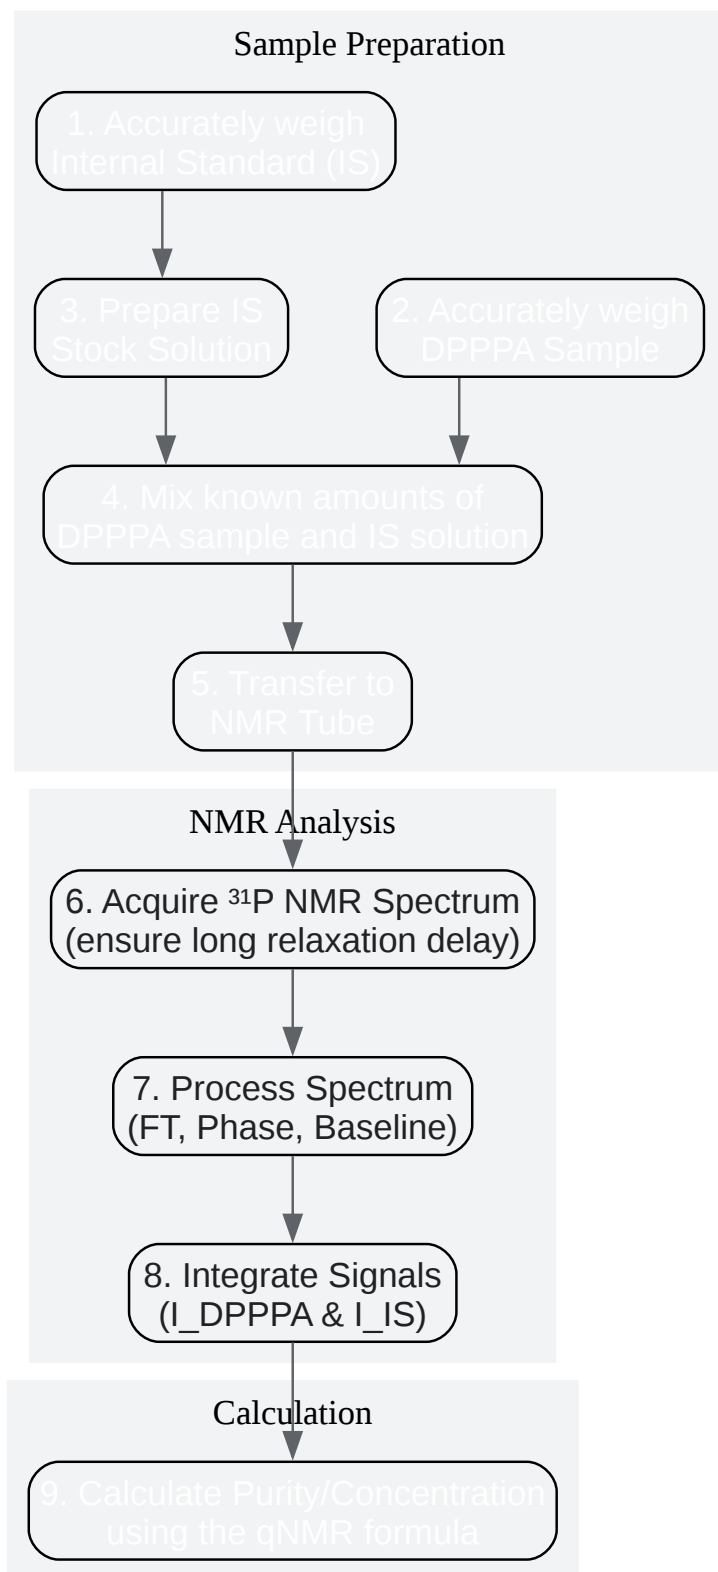 Sample Preparation
1. Accurately weigh
Internal Standard (IS)
3. Prepare IS
Stock Solution
2. Accurately weigh
DPPPA Sample
4. Mix known amounts of
DPPPA sample and IS solution
5. Transfer to
NMR Tube
NMR Analysis
6. Acquire ³¹P NMR Spectrum
(ensure long relaxation delay)
7. Process Spectrum
(FT, Phase, Baseline)
8. Integrate Signals
(I_DPPPA & I_IS)
Calculation
9. Calculate Purity/Concentration
using the qNMR formula